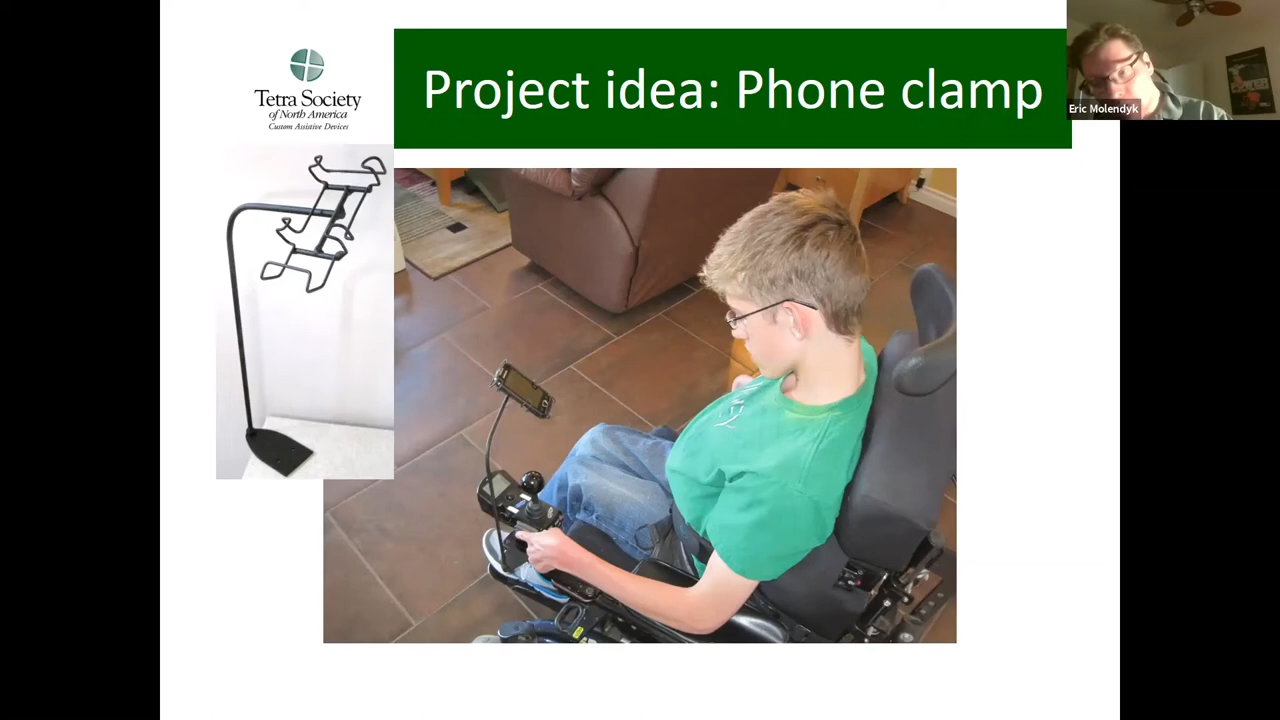 Tetra Society
of North America
Custom Assistive Devices
Project idea: Phone clamp
Eric Molendyk